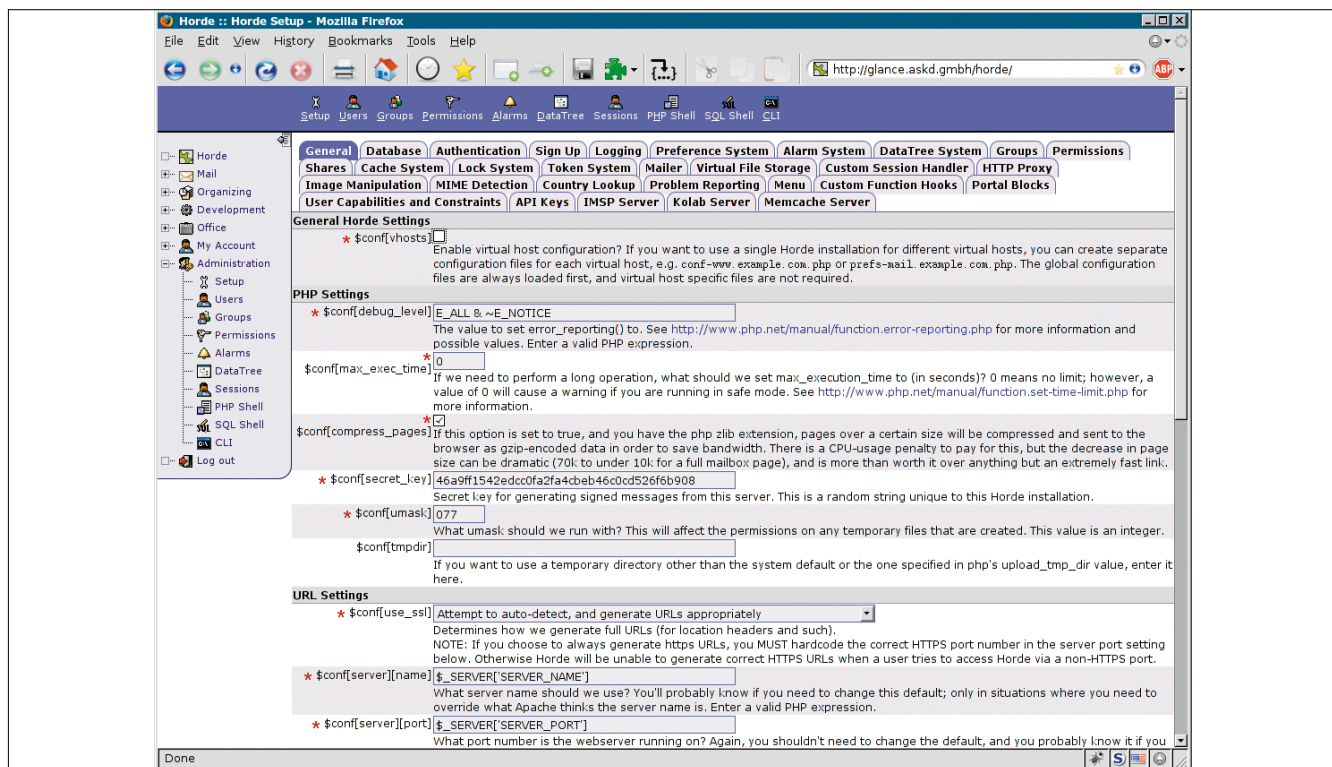 Horde :: Horde Setup - Mozilla Firefox
File Edit View History Bookmarks Tools Help
http://glance.askd.gmbh/horde/
ABP
Setup Users Groups Permissions Alarms DataTree Sessions PHP Shell SQL Shell CLI
Horde
Mail
Organizing
Development
Office
My Account
Administration
Setup
Users
Groups
Permissions
Alarms
DataTree
Sessions
PHP Shell
SQL Shell
CLI
Log out
General Database Authentication Sign Up Logging Preference System Alarm System DataTree System Groups Permissions
Shares Cache System Lock System Token System Mailer Virtual File Storage Custom Session Handler HTTP Proxy
Image Manipulation MIME Detection Country Lookup Problem Reporting Menu Custom Function Hooks Portal Blocks
User Capabilities and Constraints API Keys IMSP Server Kolab Server Memcache Server
General Horde Settings
* $conf[vhosts]
Enable virtual host configuration? If you want to use a single Horde installation for different virtual hosts, you can create separate
configuration files for each virtual host, e.g. conf-www.example.com.php or prefs-mail.example.com.php. The global configuration
files are always loaded first, and virtual host specific files are not required.
PHP Settings
* $conf[debug_level] E_ALL & ~E_NOTICE
The value to set error_reporting() to. See http://www.php.net/manual/function.error-reporting.php for more information and
possible values. Enter a valid PHP expression.
* $conf[max_exec_time] 0
If we need to perform a long operation, what should we set max_execution_time to (in seconds)? 0 means no limit; however, a
value of 0 will cause a warning if you are running in safe mode. See http://www.php.net/manual/function.set-time-limit.php for
more information.
* $conf[compress_pages]
If this option is set to true, and you have the php zlib extension, pages over a certain size will be compressed and sent to the
browser as gzip-encoded data in order to save bandwidth. There is a CPU-usage penalty to pay for this, but the decrease in page
size can be dramatic (70k to under 10k for a full mailbox page), and is more than worth it over anything but an extremely fast link.
* $conf[secret_key] 46a9ff1542edcc0fa2fa4cbeb46c0cd526f6b908
Secret key for generating signed messages from this server. This is a random string unique to this Horde installation.
* $conf[umask] 077
What umask should we run with? This will affect the permissions on any temporary files that are created. This value is an integer.
$conf[tmpdir]
If you want to use a temporary directory other than the system default or the one specified in php's upload_tmp_dir value, enter it
here.
URL Settings
* $conf[use_ssl] Attempt to auto-detect, and generate URLs appropriately
Determines how we generate full URLs (for location headers and such).
NOTE: If you choose to always generate https URLs, you MUST hardcode the correct HTTPS port number in the server port setting
below. Otherwise Horde will be unable to generate correct HTTPS URLs when a user tries to access Horde via a non-HTTPS port.
* $conf[server][name] $_SERVER['SERVER_NAME']
What server name should we use? You'll probably know if you need to change this default; only in situations where you need to
override what Apache thinks the server name is. Enter a valid PHP expression.
* $conf[server][port] $_SERVER['SERVER_PORT']
What port number is the webserver running on? Again, you shouldn't need to change the default, and you probably know it if you
Done